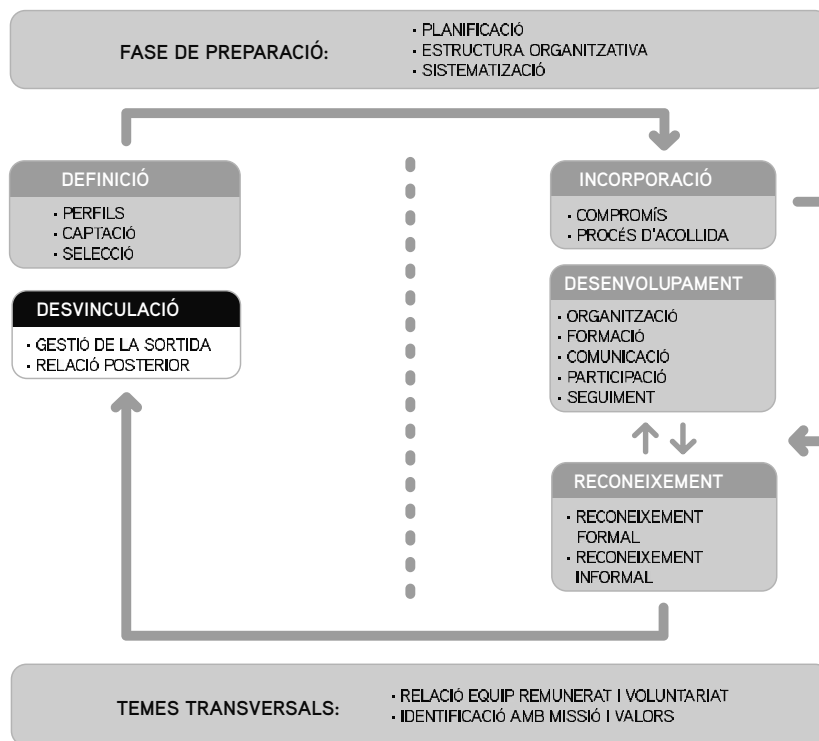 FASE DE PREPARACIÓ:
· PLANIFICACIÓ
· ESTRUCTURA ORGANITZATIVA
· SISTEMATIZACIÓ
DEFINICIÓ
· PERFILS
· CAPTACIÓ
· SELECCIÓ
DESVINCULACIÓ
· GESTIÓ DE LA SORTIDA
· RELACIÓ POSTERIOR
INCORPORACIÓ
· COMPROMÍS
· PROCÉS D'ACOLLIDA
DESENVOLUPAMENT
· ORGANITZACIÓ
· FORMACIÓ
· COMUNICACIÓ
· PARTICIPACIÓ
· SEGUIMENT
RECONEIXEMENT
· RECONEIXEMENT
FORMAL
· RECONEIXEMENT
INFORMAL
TEMES TRANSVERSALS:
· RELACIÓ EQUIP REMUNERAT I VOLUNTARIAT
· IDENTIFICACIÓ AMB MISSIÓ I VALORS